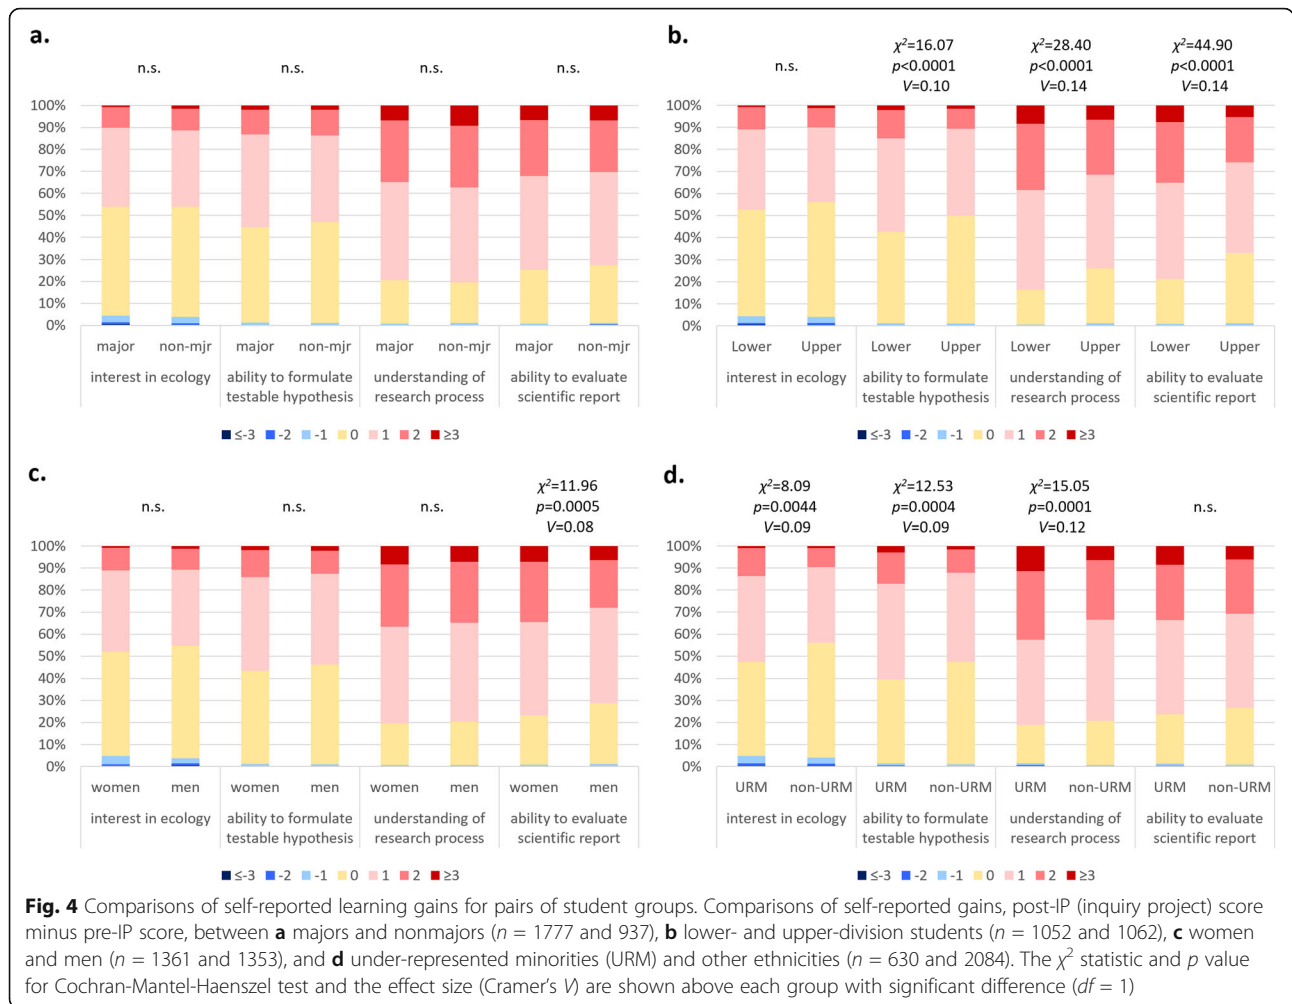 a.
n.s. n.s. n.s. n.s.
100%
90%
80%
70%
60%
50%
40%
30%
20%
10%
0%
major non-mjr major non-mjr major non-mjr major non-mjr
interest in ecology ability to formulate understanding of ability to evaluate
testable hypothesis research process scientific report
≤-3 -2 -1 0 1 2 ≥3
b.
χ²=16.07 χ²=28.40 χ²=44.90
n.s. p<0.0001 p<0.0001 p<0.0001
V=0.10 V=0.14 V=0.14
100%
90%
80%
70%
60%
50%
40%
30%
20%
10%
0%
Lower Upper Lower Upper Lower Upper Lower Upper
interest in ecology ability to formulate understanding of ability to evaluate
testable hypothesis research process scientific report
≤-3 -2 -1 0 1 2 ≥3
c.
χ²=11.96
n.s. n.s. n.s. p=0.0005
V=0.08
100%
90%
80%
70%
60%
50%
40%
30%
20%
10%
0%
women men women men women men women men
interest in ecology ability to formulate understanding of ability to evaluate
testable hypothesis research process scientific report
≤-3 -2 -1 0 1 2 ≥3
d.
χ²=8.09 χ²=12.53 χ²=15.05
p=0.0044 p=0.0004 p=0.0001 n.s.
V=0.09 V=0.09 V=0.12
100%
90%
80%
70%
60%
50%
40%
30%
20%
10%
0%
URM non-URM URM non-URM URM non-URM URM non-URM
interest in ecology ability to formulate understanding of ability to evaluate
testable hypothesis research process scientific report
≤-3 -2 -1 0 1 2 ≥3
Fig. 4 Comparisons of self-reported learning gains for pairs of student groups. Comparisons of self-reported gains, post-IP (inquiry project) score
minus pre-IP score, between a majors and nonmajors (n = 1777 and 937), b lower- and upper-division students (n = 1052 and 1062), c women
and men (n = 1361 and 1353), and d under-represented minorities (URM) and other ethnicities (n = 630 and 2084). The χ² statistic and p value
for Cochran-Mantel-Haenszel test and the effect size (Cramer's V) are shown above each group with significant difference (df = 1)